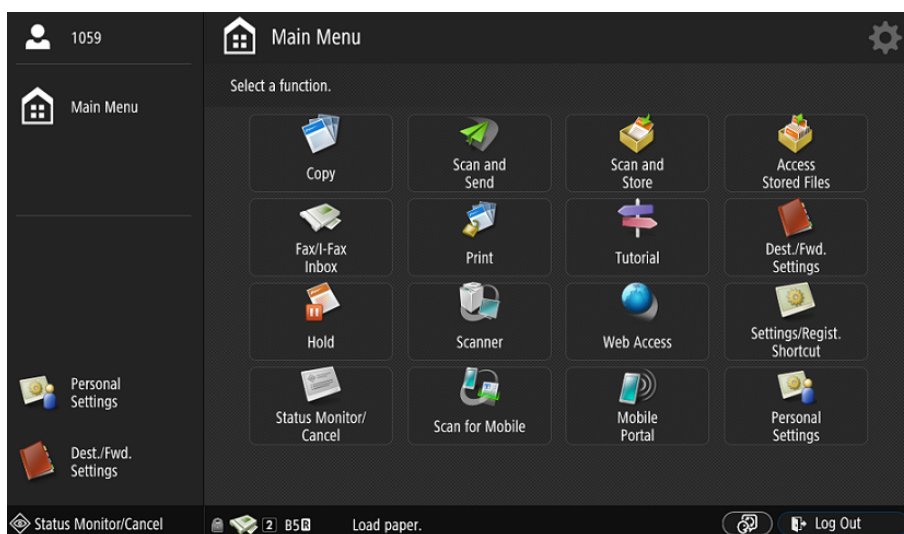 1059
Main Menu
Personal
Settings
Dest./Fwd.
Settings
Status Monitor/Cancel
Main Menu
Select a function.
Copy
Scan and
Send
Scan and
Store
Access
Stored Files
Fax/I-Fax
Inbox
Print
Tutorial
Dest./Fwd.
Settings
Hold
Scanner
Web Access
Settings/Regist.
Shortcut
Status Monitor/
Cancel
Scan for Mobile
Mobile
Portal
Personal
Settings
2 B5R Load paper.
Log Out